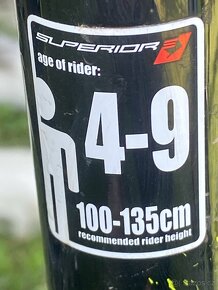 SUPERIOR
age of rider:
4-9
100-135cm
recommended rider height